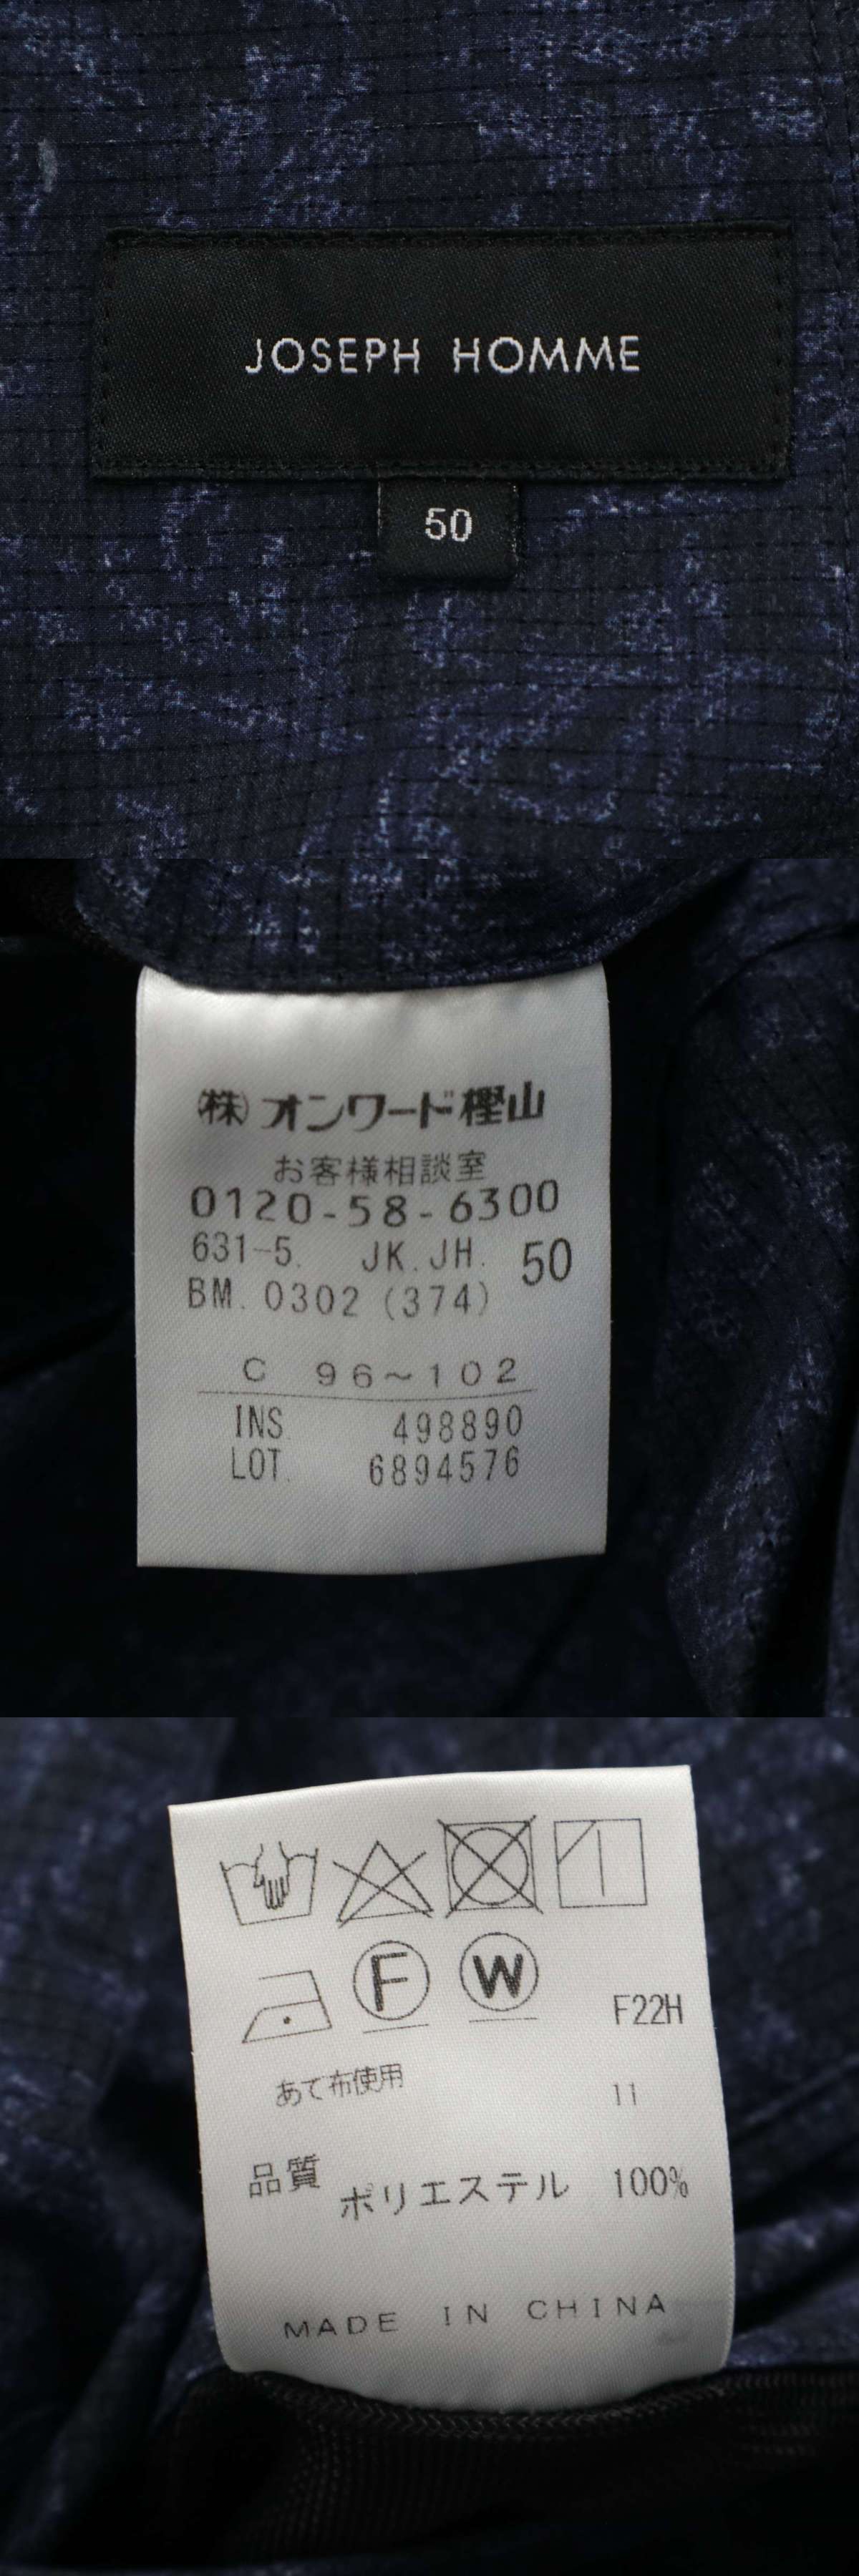 JOSEPH HOMME
50
㈱オンワード樫山
お客様相談室
0120-58-6300
631-5. JK.JH. 50
BM. 0302 (374)
C 96~102
INS 498890
LOT. 6894576
F W
F22H
あて布使用 11
品質 ポリエステル 100%
MADE IN CHINA